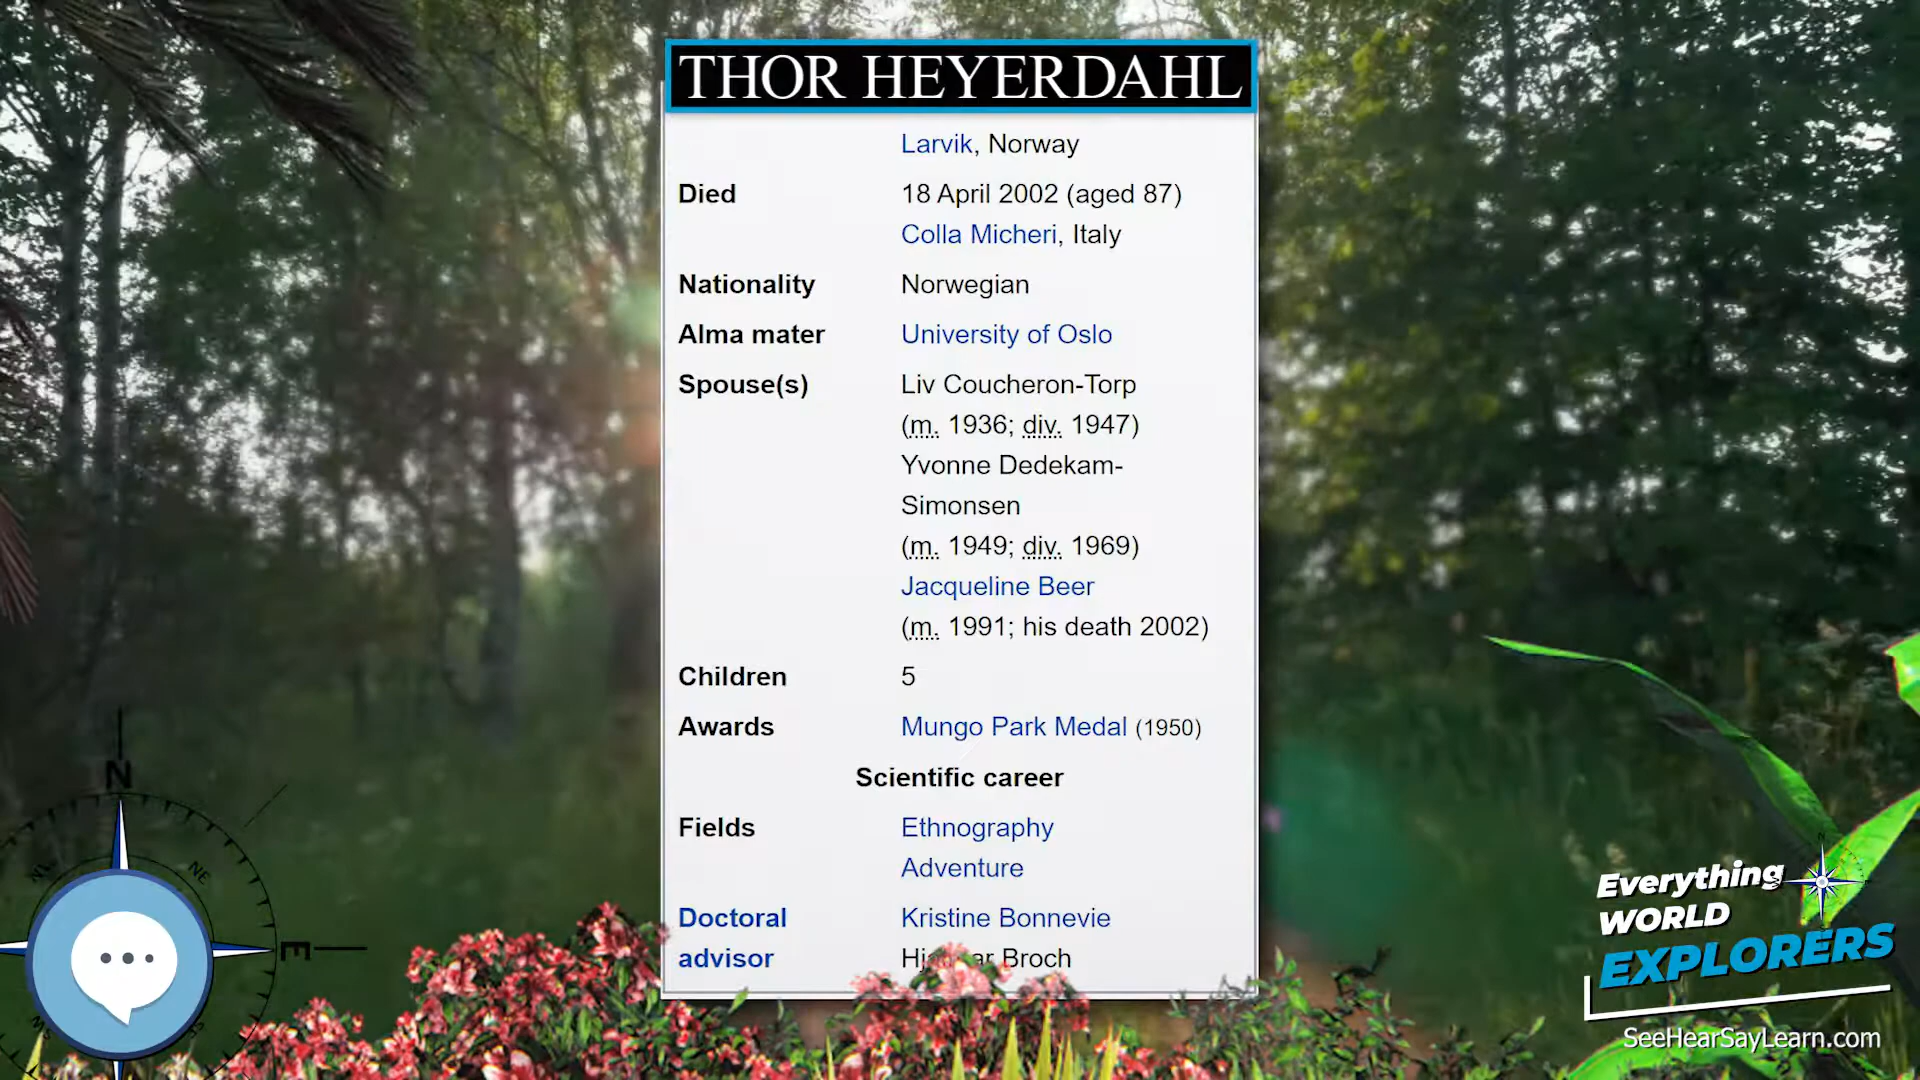 THOR HEYERDAHL
Larvik, Norway
Died 18 April 2002 (aged 87)
Colla Micheri, Italy
Nationality Norwegian
Alma mater University of Oslo
Spouse(s) Liv Coucheron-Torp
(m. 1936; div. 1947)
Yvonne Dedekam-
Simonsen
(m. 1949; div. 1969)
Jacqueline Beer
(m. 1991; his death 2002)
Children 5
Awards Mungo Park Medal (1950)
Scientific career
Fields Ethnography
Adventure
Doctoral Kristine Bonnevie
advisor Broch
N
NE
E
Everything
WORLD
EXPLORERS
SeeHearSayLearn.com